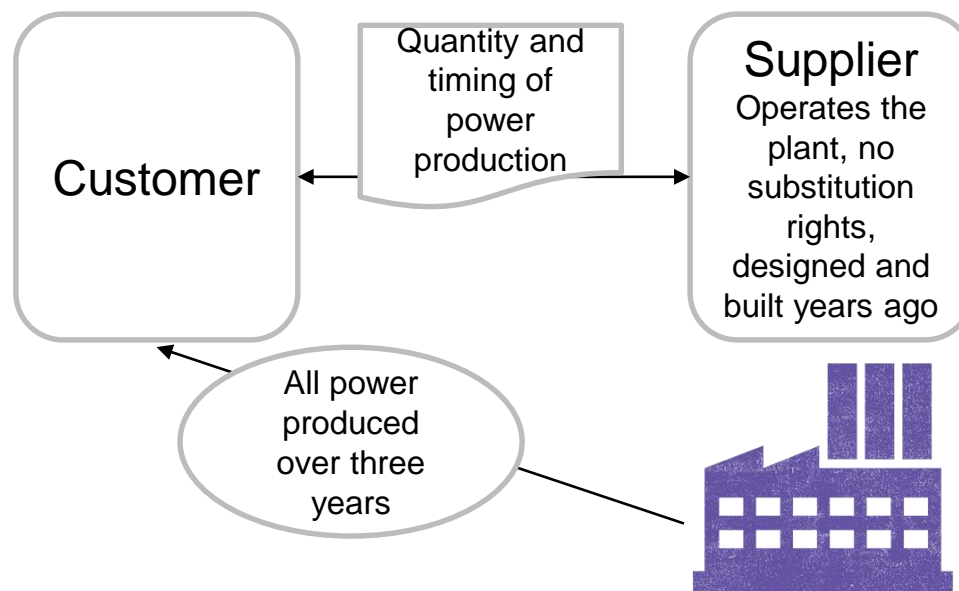 Customer
Quantity and
timing of
power
production
Supplier
Operates the
plant, no
substitution
rights,
designed and
built years ago
All power
produced
over three
years